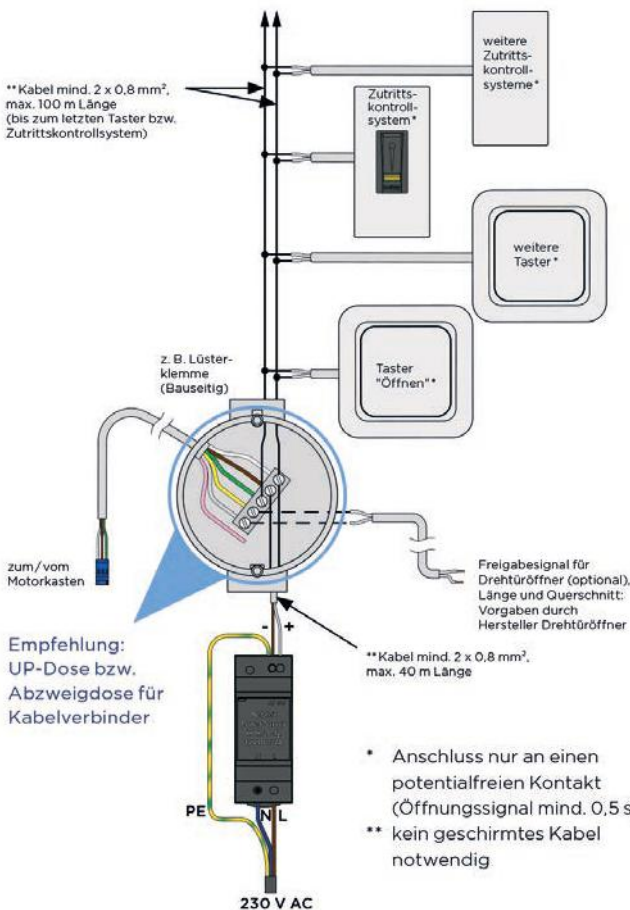 weitere
Zutritts-
kontroll-
systeme*
**Kabel mind. 2 x 0,8 mm²,
max. 100 m Länge
(bis zum letzten Taster bzw.
Zutrittskontrollsystem)
Zutritts-
kontroll-
system*
weitere
Taster*
z. B. Lüster-
klemme
(Bauseitig)
Taster
"Öffnen"*
zum/vom
Motorkasten
Freigabesignal für
Drehtüröffner (optional),
Länge und Querschnitt:
Vorgaben durch
Hersteller Drehtüröffner
Empfehlung:
UP-Dose bzw.
Abzweigdose für
Kabelverbinder
- +
**Kabel mind. 2 x 0,8 mm²,
max. 40 m Länge
* Anschluss nur an einen
potentialfreien Kontakt
(Öffnungssignal mind. 0,5 s
** kein geschirmtes Kabel
notwendig
PE N L
230 V AC